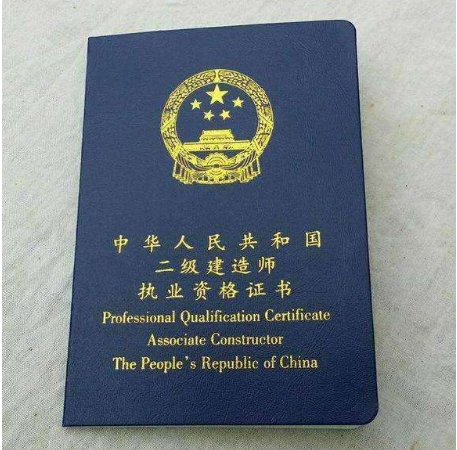 中华人民共和国
二级建造师
执业资格证书
Professional Qualification Certificate
Associate Constructor
The People's Republic of China